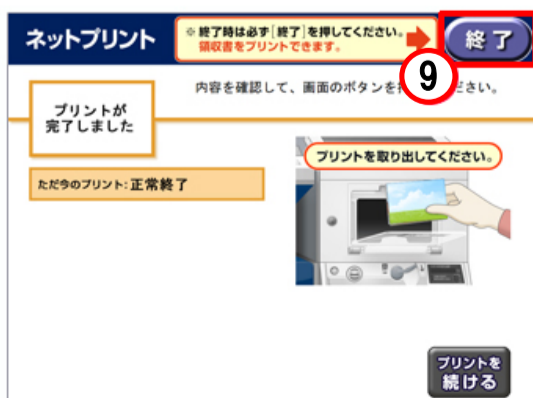 ネットプリント
※終了時は必ず[終了]を押してください。
領収書をプリントできます。
終了
9
内容を確認して、画面のボタンを ださい。
プリントが
完了しました
プリントを取り出してください。
ただ今のプリント:正常終了
プリントを
続ける